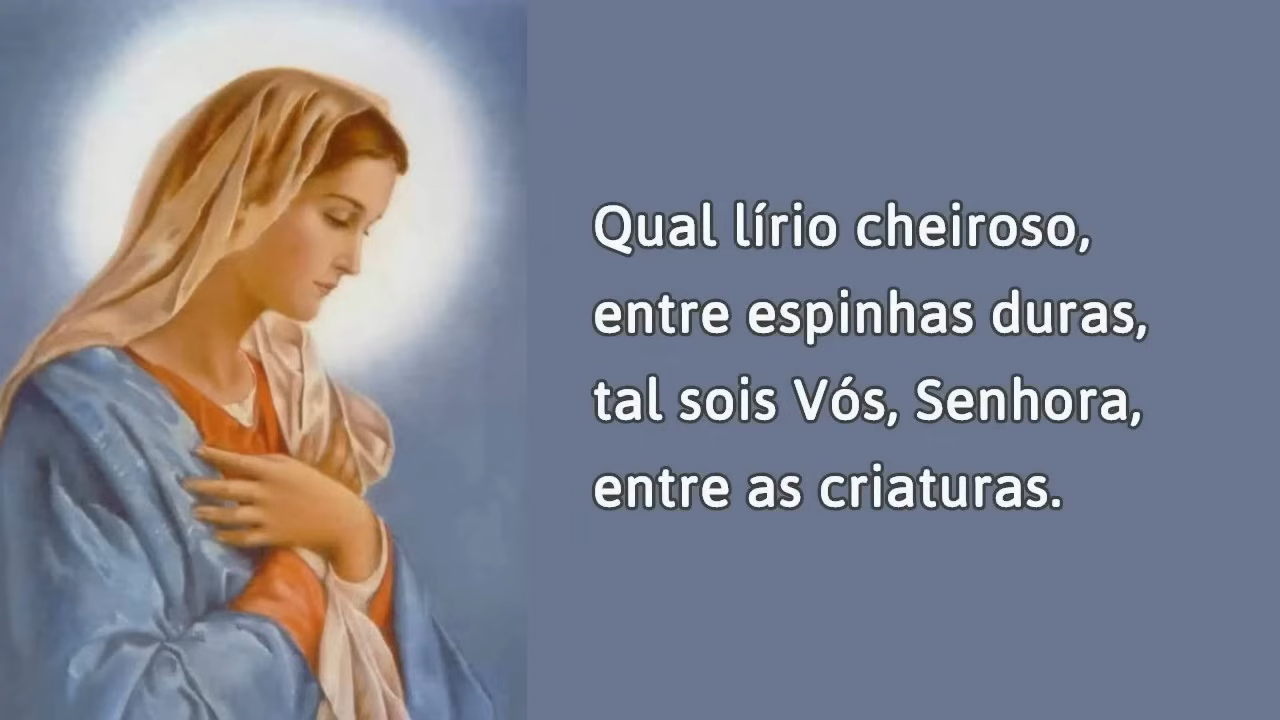 Qual lírio cheiroso,
entre espinhas duras,
tal sois Vós, Senhora,
entre as criaturas.